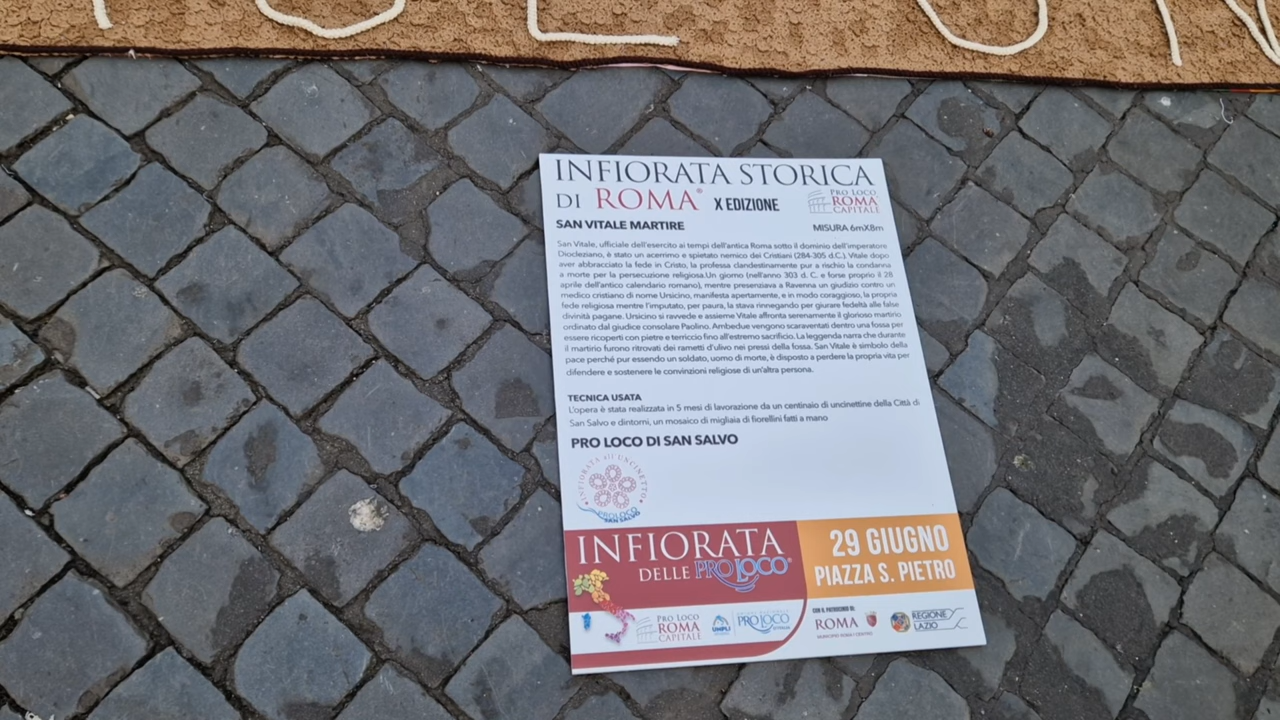 INFIORATA STORICA
DI ROMA® X EDIZIONE
PRO LOCO
ROMA
CAPITALE
SAN VITALE MARTIRE
MISURA 6mX8m
San Vitale, ufficiale dell'esercito ai tempi dell'antica Roma sotto il dominio dell'imperatore
Diocleziano, è stato un acerrimo e spietato nemico dei Cristiani (284-305 d.C.). Vitale dopo
aver abbracciato la fede in Cristo, la professa clandestinamente pur a rischio la condanna
a morte per la persecuzione religiosa.Un giorno (nell'anno 303 d. C. e forse proprio il 28
aprile dell'antico calendario romano), mentre presenziava a Ravenna un giudizio contro un
medico cristiano di nome Ursicino, manifesta apertamente, e in modo coraggioso, la propria
fede religiosa mentre l'imputato, per paura, la stava rinnegando per giurare fedeltà alle false
divinità pagane. Ursicino si ravvede e assieme Vitale affronta serenamente il glorioso martirio
ordinato dal giudice consolare Paolino. Ambedue vengono scaraventati dentro una fossa per
essere ricoperti con pietre e terriccio fino all'estremo sacrificio. La leggenda narra che durante
il martirio furono ritrovati dei rametti d'ulivo nei pressi della fossa. San Vitale è simbolo della
pace perché pur essendo un soldato, uomo di morte, è disposto a perdere la propria vita per
difendere e sostenere le convinzioni religiose di un'altra persona.
TECNICA USATA
L'opera è stata realizzata in 5 mesi di lavorazione da un centinaio di uncinettine della Città di
San Salvo e dintorni, un mosaico di migliaia di fiorellini fatti a mano
PRO LOCO DI SAN SALVO
INFIORATA all'UNCINETTO
PROLOCO
SAN SALVO
INFIORATA
DELLE PRO LOCO®
29 GIUGNO
PIAZZA S. PIETRO
PRO LOCO
ROMA
CAPITALE
UNPLI
PRO LOCO
CON IL PATROCINIO DI:
ROMA
MUNICIPIO ROMA I CENTRO
REGIONE
LAZIO